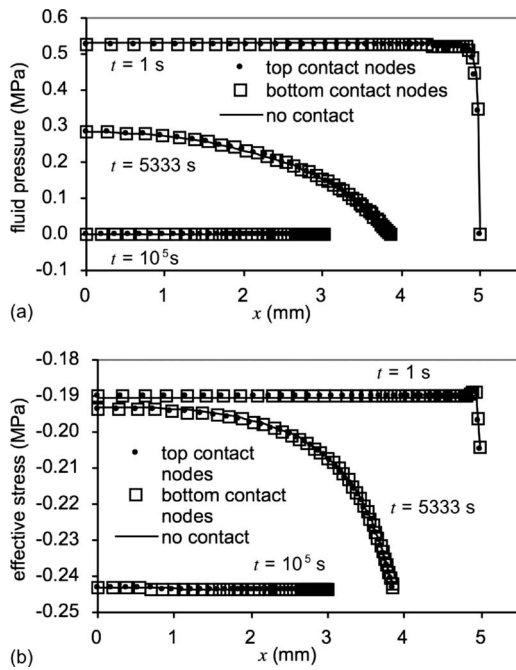 0.6
0.5
0.4
0.3
0.2
0.1
0.0
-0.1
fluid pressure (MPa)
t = 1 s
top contact nodes
bottom contact nodes
no contact
t = 5333 s
t = 10⁵s
0 1 2 3 4 5
x (mm)
(a)
-0.18
-0.19
-0.20
-0.21
-0.22
-0.23
-0.24
-0.25
effective stress (MPa)
t = 1 s
top contact
nodes
bottom contact
nodes
no contact
t = 5333 s
t = 10⁵ s
0 1 2 3 4 5
x (mm)
(b)